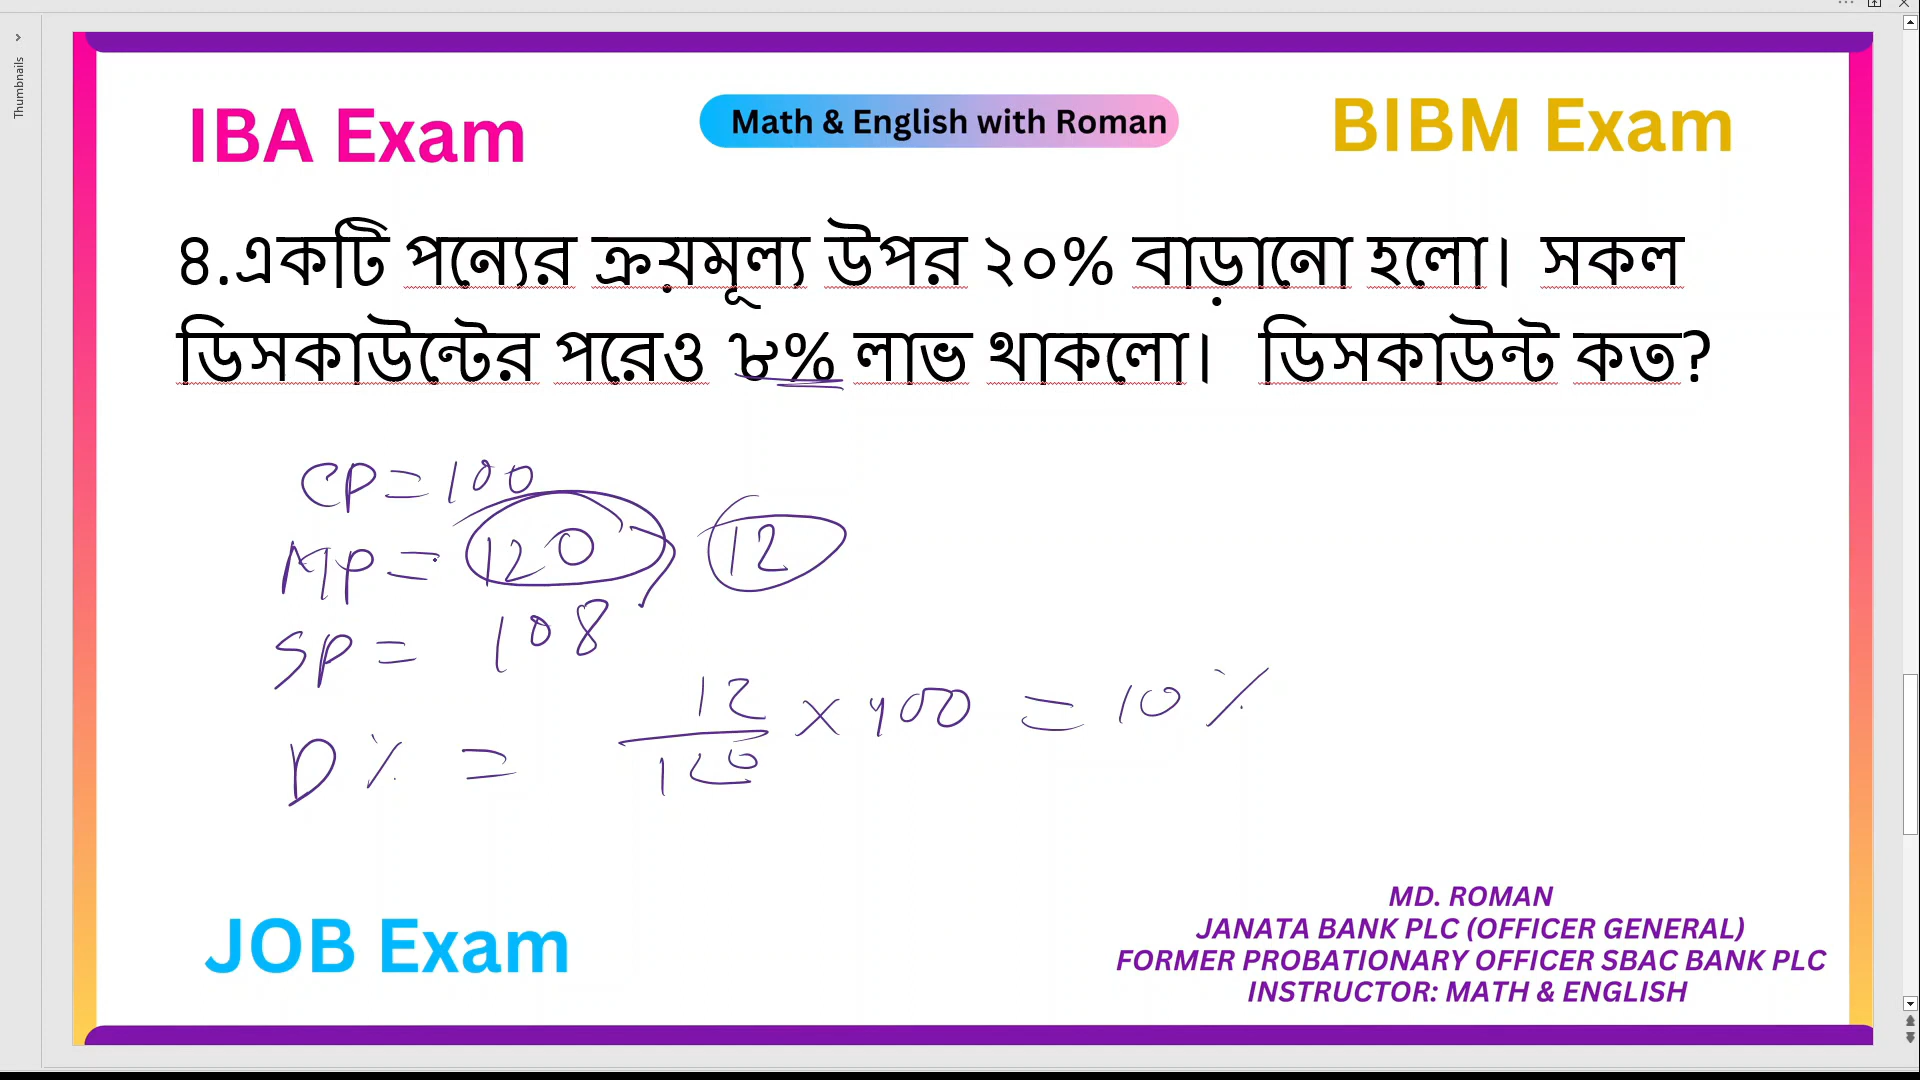 Thumbnails
IBA Exam
Math & English with Roman
BIBM Exam
৪.একটি পন্যের ক্রয়মূল্য উপর ২০% বাড়ানো হলো। সকল
ডিসকাউন্টের পরেও ৮% লাভ থাকলো। ডিসকাউন্ট কত?
CP = 100
MP = 120 12
SP = 108
D% = 12/120 × 100 = 10%
JOB Exam
MD. ROMAN
JANATA BANK PLC (OFFICER GENERAL)
FORMER PROBATIONARY OFFICER SBAC BANK PLC
INSTRUCTOR: MATH & ENGLISH